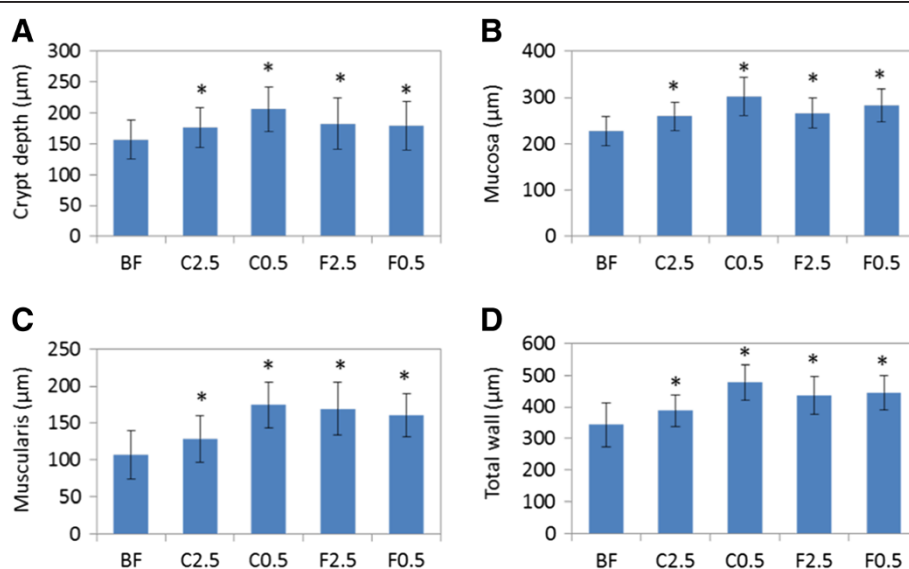 A
Crypt depth (μm)
300
250
200
150
100
50
0
* * * *
BF C2.5 C0.5 F2.5 F0.5
B
Mucosa (μm)
400
300
200
100
0
* * * *
BF C2.5 C0.5 F2.5 F0.5
C
Muscularis (μm)
250
200
150
100
50
0
* * * *
BF C2.5 C0.5 F2.5 F0.5
D
Total wall (μm)
600
500
400
300
200
100
0
* * * *
BF C2.5 C0.5 F2.5 F0.5